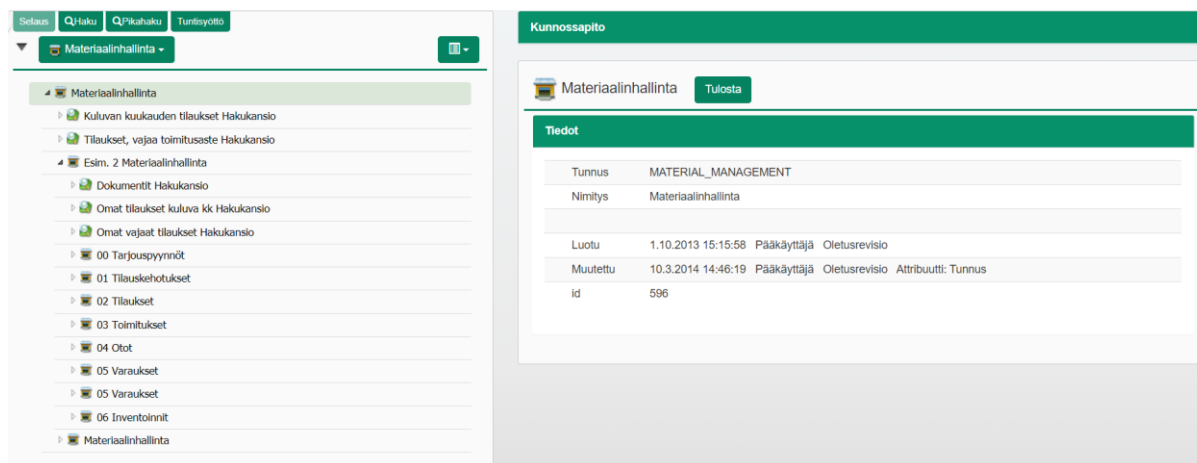 Selaus Haku Pikahaku Tuntisyöttö
Materiaalinhallinta
Materiaalinhallinta
Kuluvan kuukauden tilaukset Hakukansio
Tilaukset, vajaa toimitusaste Hakukansio
Esim. 2 Materiaalinhallinta
Dokumentit Hakukansio
Omat tilaukset kuluva kk Hakukansio
Omat vajaat tilaukset Hakukansio
00 Tarjouspyynnöt
01 Tilauskehotukset
02 Tilaukset
03 Toimitukset
04 Otot
05 Varaukset
05 Varaukset
06 Inventoinnit
Materiaalinhallinta
Kunnossapito
Materiaalinhallinta Tulosta
Tiedot
Tunnus MATERIAL_MANAGEMENT
Nimitys Materiaalinhallinta
Luotu 1.10.2013 15:15:58 Pääkäyttäjä Oletusrevisio
Muutettu 10.3.2014 14:46:19 Pääkäyttäjä Oletusrevisio Attribuutti: Tunnus
id 596